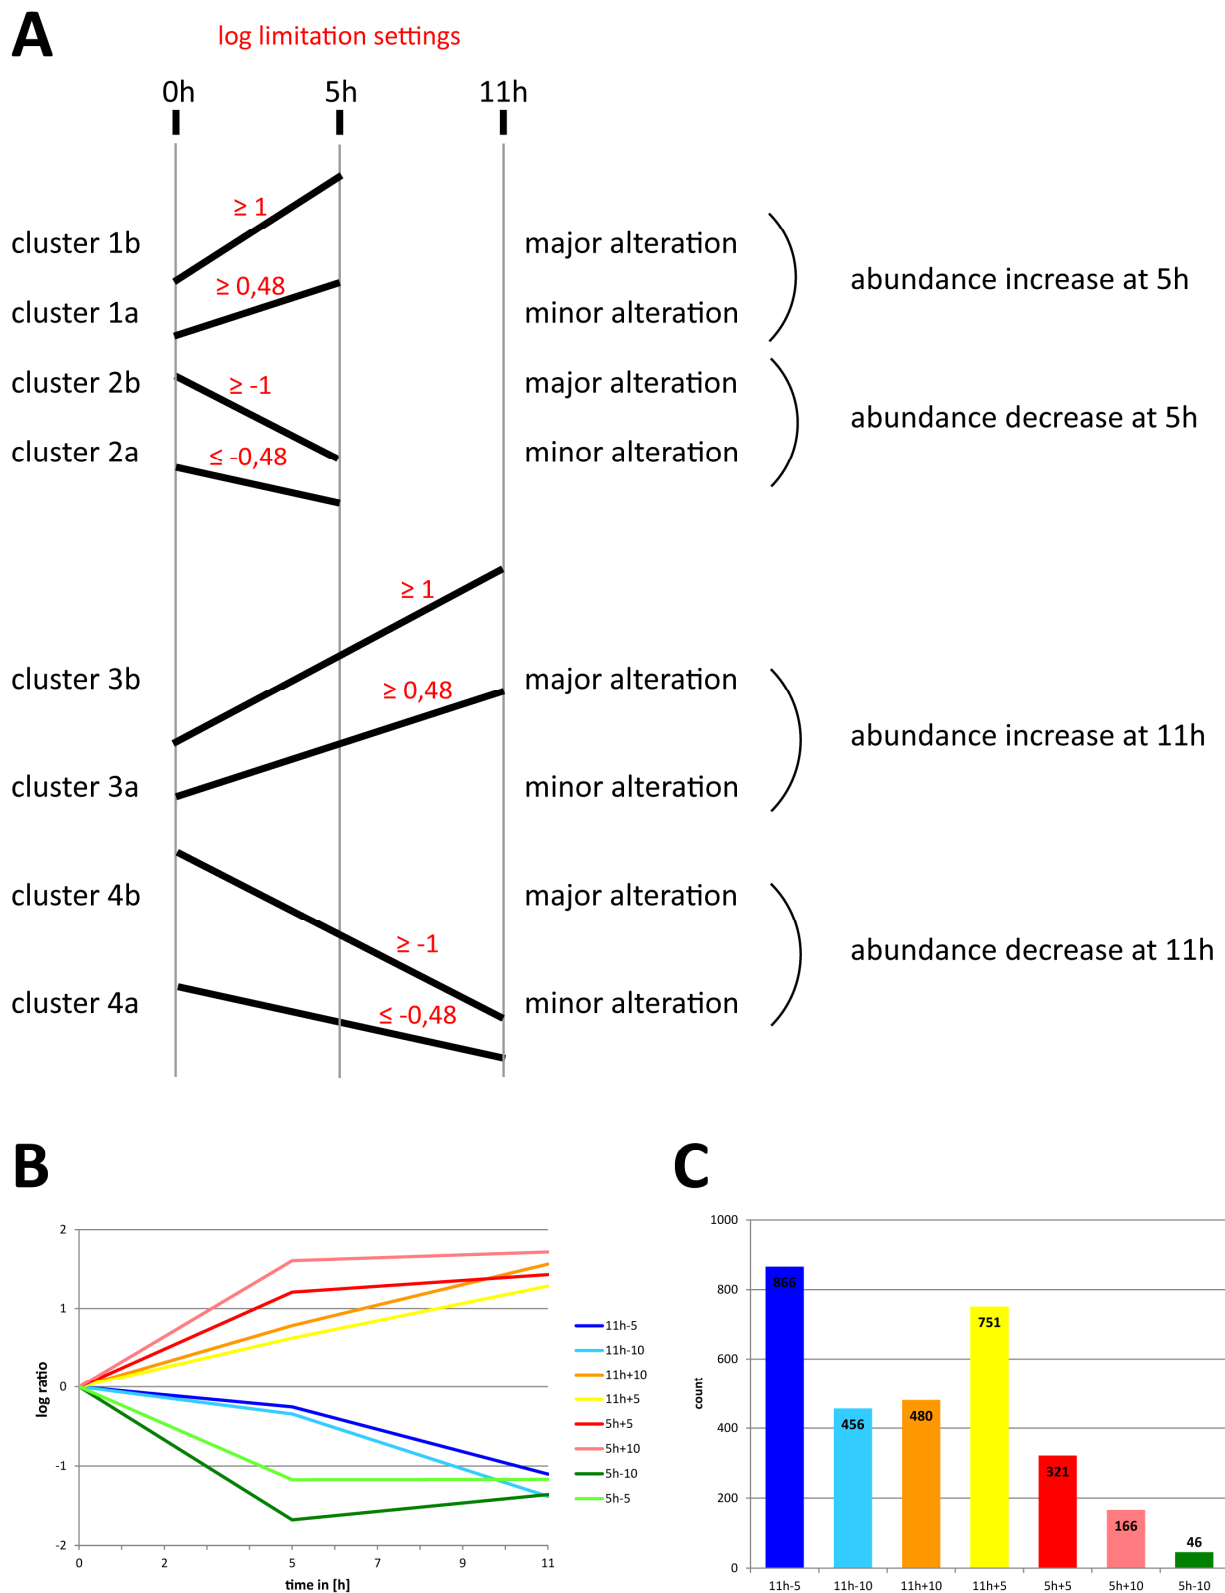 A
log limitation settings
0h 5h 11h
≥ 1
cluster 1b major alteration
abundance increase at 5h
≥ 0,48
cluster 1a minor alteration
cluster 2b ≥ -1 major alteration
abundance decrease at 5h
cluster 2a ≤ -0,48 minor alteration
≥ 1
cluster 3b major alteration
≥ 0,48
abundance increase at 11h
cluster 3a minor alteration
cluster 4b major alteration
≥ -1
abundance decrease at 11h
cluster 4a minor alteration
≤ -0,48
B
2
1
0
-1
-2
log ratio
0 2 5 7 9 11
time in [h]
11h-5
11h-10
11h+10
11h+5
5h+5
5h+10
5h-10
5h-5
C
1000
800
600
400
200
0
count
866
456
480
751
321
166
46
11h-5 11h-10 11h+10 11h+5 5h+5 5h+10 5h-10